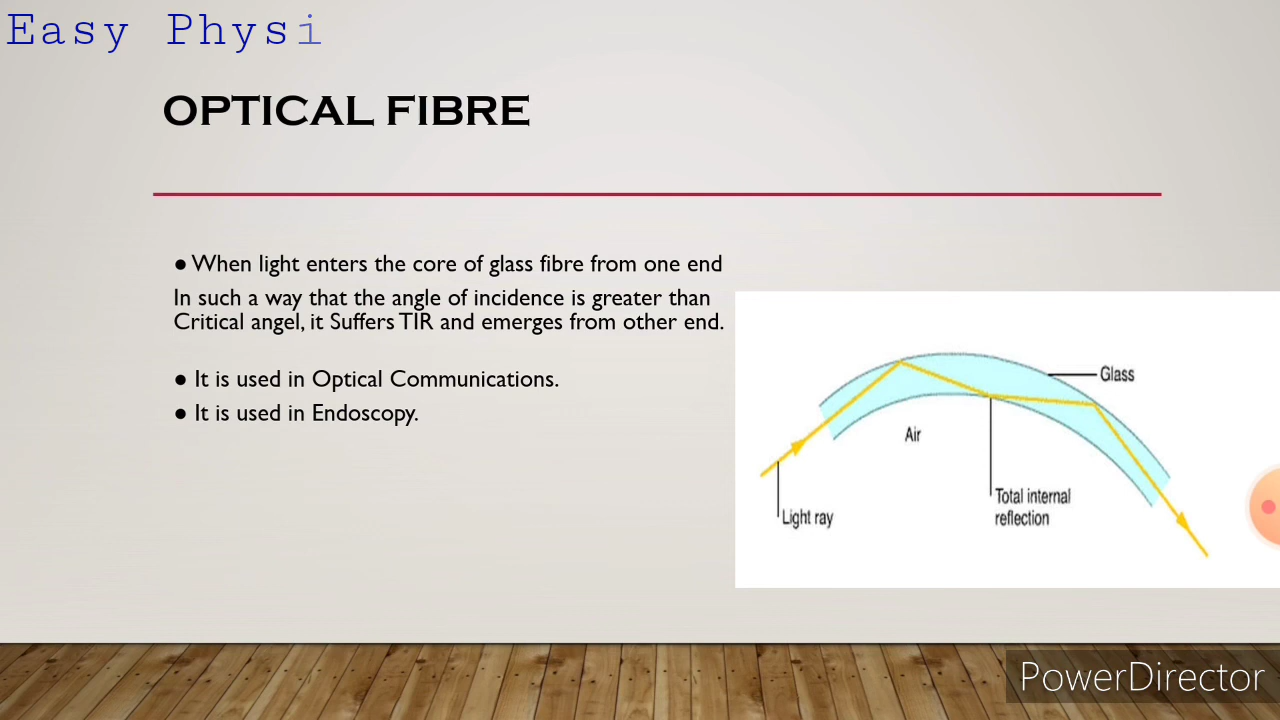 Easy Physi
OPTICAL FIBRE
● When light enters the core of glass fibre from one end
In such a way that the angle of incidence is greater than
Critical angel, it Suffers TIR and emerges from other end.
● It is used in Optical Communications.
● It is used in Endoscopy.
Glass
Air
Total internal
reflection
Light ray
PowerDirector